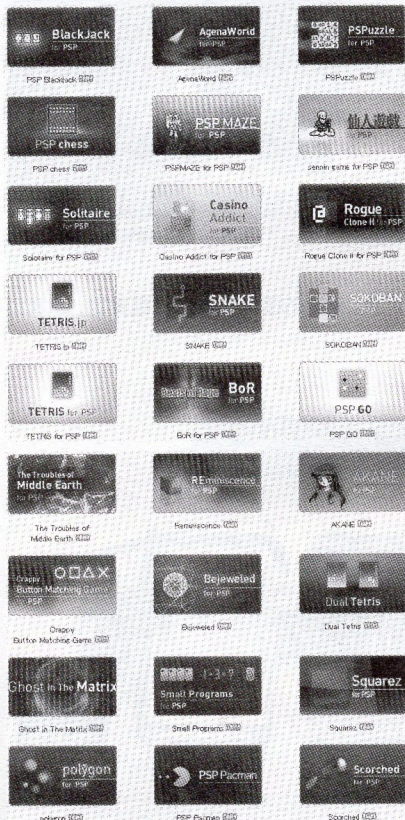 BlackJack
for PSP
AgenaWorld
for PSP
PSPuzzle
for PSP
PSP Blackjack
AgenaWorld
PSPuzzle
PSP chess
PSP MAZE
for PSP
仙人遊戯
PSP
PSP chess
PSPMAZE for PSP
sennin game for PSP
Solitaire
for PSP
Casino
Addict
for PSP
Rogue
Clone II for PSP
Solotaire for PSP
Casino Addict for PSP
Rogue Clone II for PSP
TETRIS.jp
SNAKE
for PSP
SOKOBAN
TETRIS jp
SNAKE
SOKOBAN
TETRIS for PSP
Beats of Rage
BoR
for PSP
PSP GO
TETRIS for PSP
BoR for PSP
PSP GO
The Troubles of
Middle Earth
for PSP
REminiscence
PSP
The Troubles of
Middle Earth
Reminiscence
AKANE
Crappy
Button Matching Game
PSP
Bejeweled
for PSP
Dual Tetris
Crappy
Button Matching Game
Bejeweled
Dual Tetris
Ghost in The Matrix
1+3=?
Small Programs
for PSP
Squarez
for PSP
Ghost in The Matrix
Small Programs
Squarez
polygon
for PSP
PSP Pacman
Scorched
for PSP
polygon
PSP Pacman
Scorched